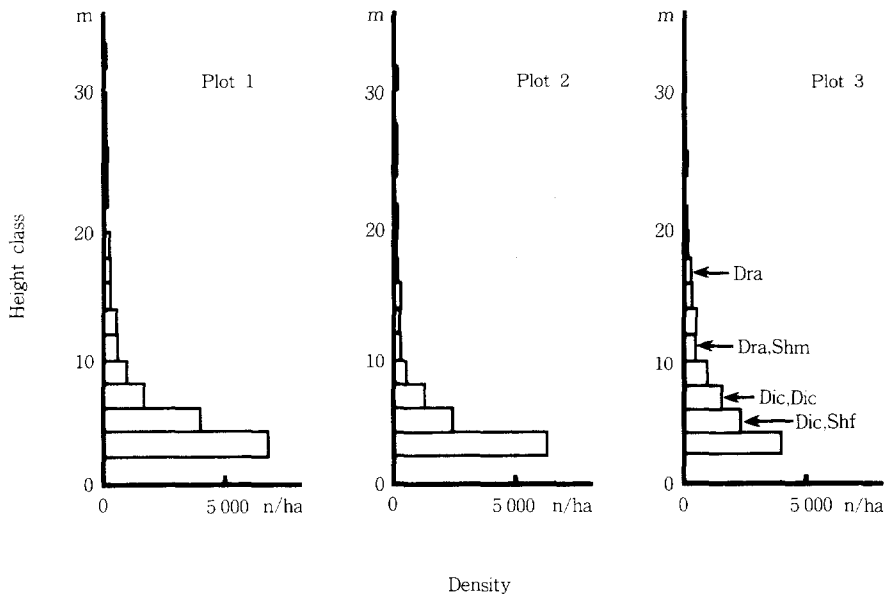 m
Plot 1
30
20
10
0
0
5 000 n/ha
m
Plot 2
30
20
10
0
0
5 000 n/ha
m
Plot 3
30
20
10
0
0
5 000 n/ha
Dra
Dra,Shm
Dic,Dic
Dic,Shf
Height class
Density